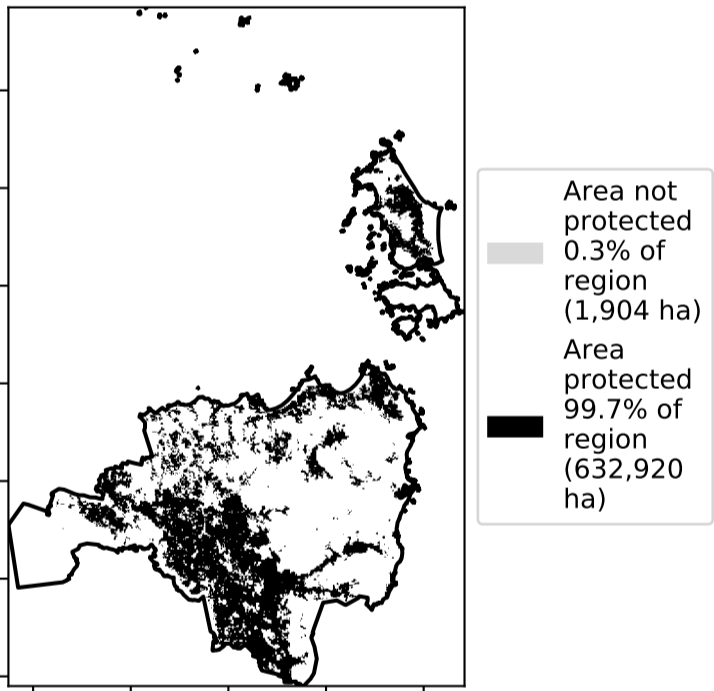 Area not
protected
0.3% of
region
(1,904 ha)
Area
protected
99.7% of
region
(632,920
ha)